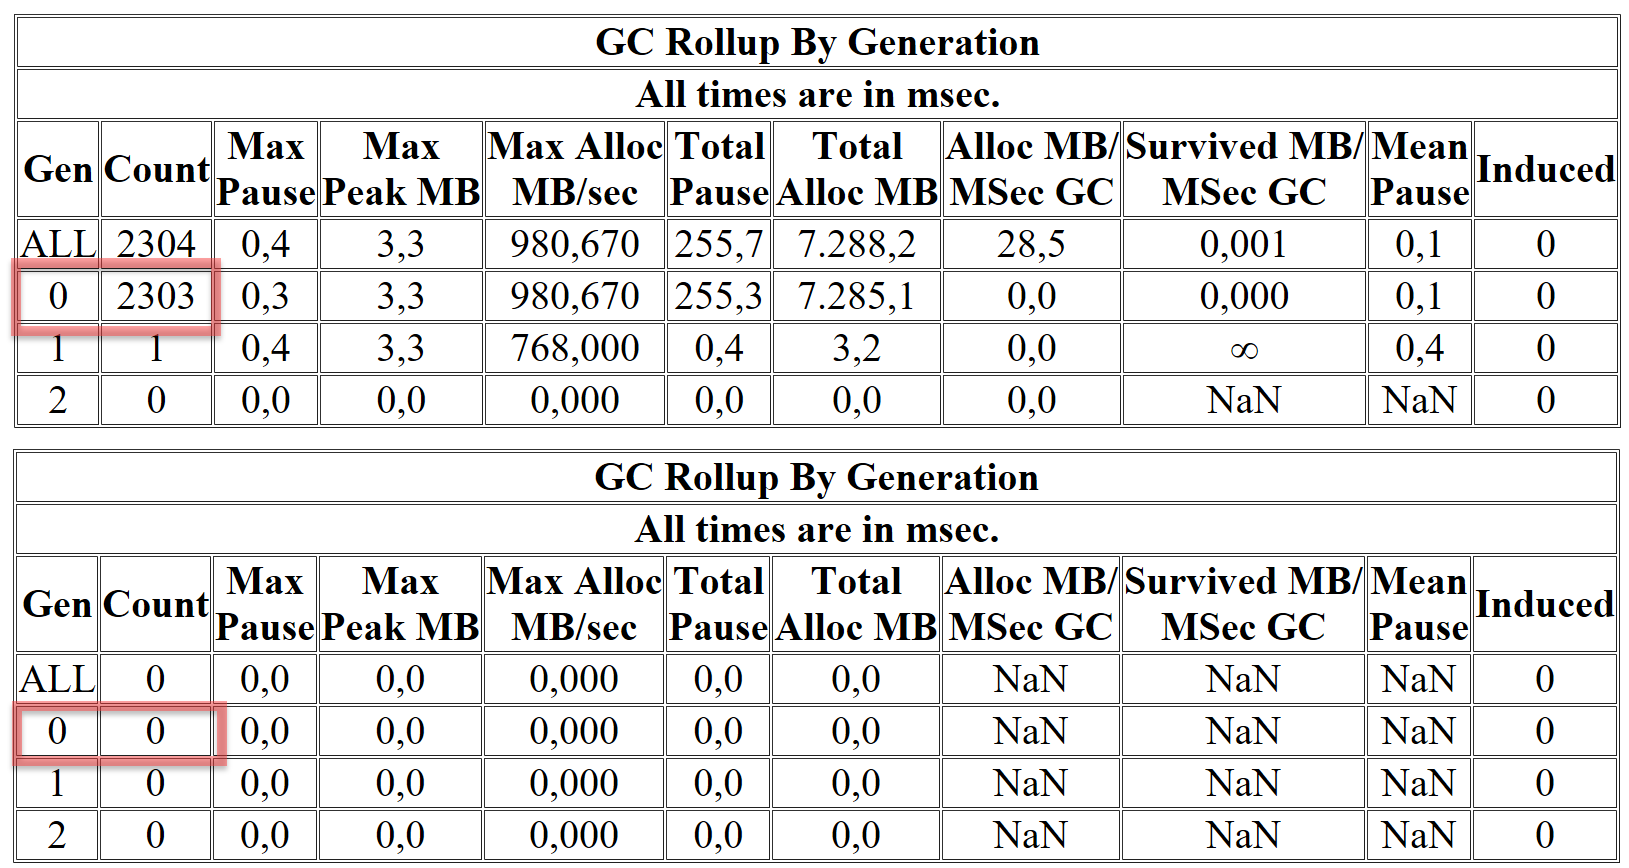 GC Rollup By Generation
All times are in msec.
Gen Count Max Pause Max Peak MB Max Alloc MB/sec Total Pause Total Alloc MB Alloc MB/ MSec GC Survived MB/ MSec GC Mean Pause Induced
ALL 2304 0,4 3,3 980,670 255,7 7.288,2 28,5 0,001 0,1 0
0 2303 0,3 3,3 980,670 255,3 7.285,1 0,0 0,000 0,1 0
1 1 0,4 3,3 768,000 0,4 3,2 0,0 ∞ 0,4 0
2 0 0,0 0,0 0,000 0,0 0,0 0,0 NaN NaN 0
GC Rollup By Generation
All times are in msec.
Gen Count Max Pause Max Peak MB Max Alloc MB/sec Total Pause Total Alloc MB Alloc MB/ MSec GC Survived MB/ MSec GC Mean Pause Induced
ALL 0 0,0 0,0 0,000 0,0 0,0 NaN NaN NaN 0
0 0 0,0 0,0 0,000 0,0 0,0 NaN NaN NaN 0
1 0 0,0 0,0 0,000 0,0 0,0 NaN NaN NaN 0
2 0 0,0 0,0 0,000 0,0 0,0 NaN NaN NaN 0